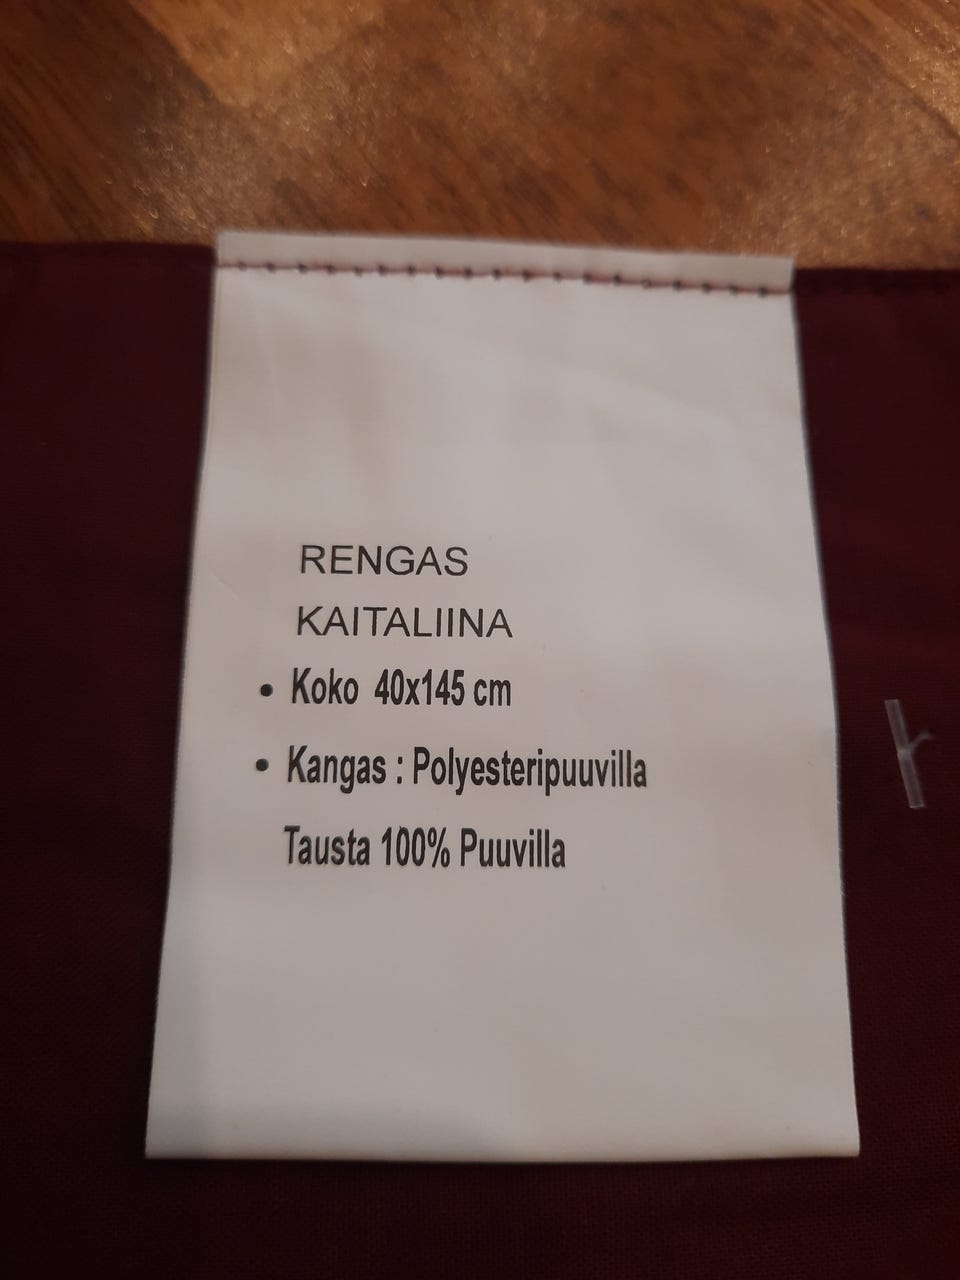 RENGAS
KAITALIINA
• Koko 40x145 cm
• Kangas : Polyesteripuuvilla
Tausta 100% Puuvilla